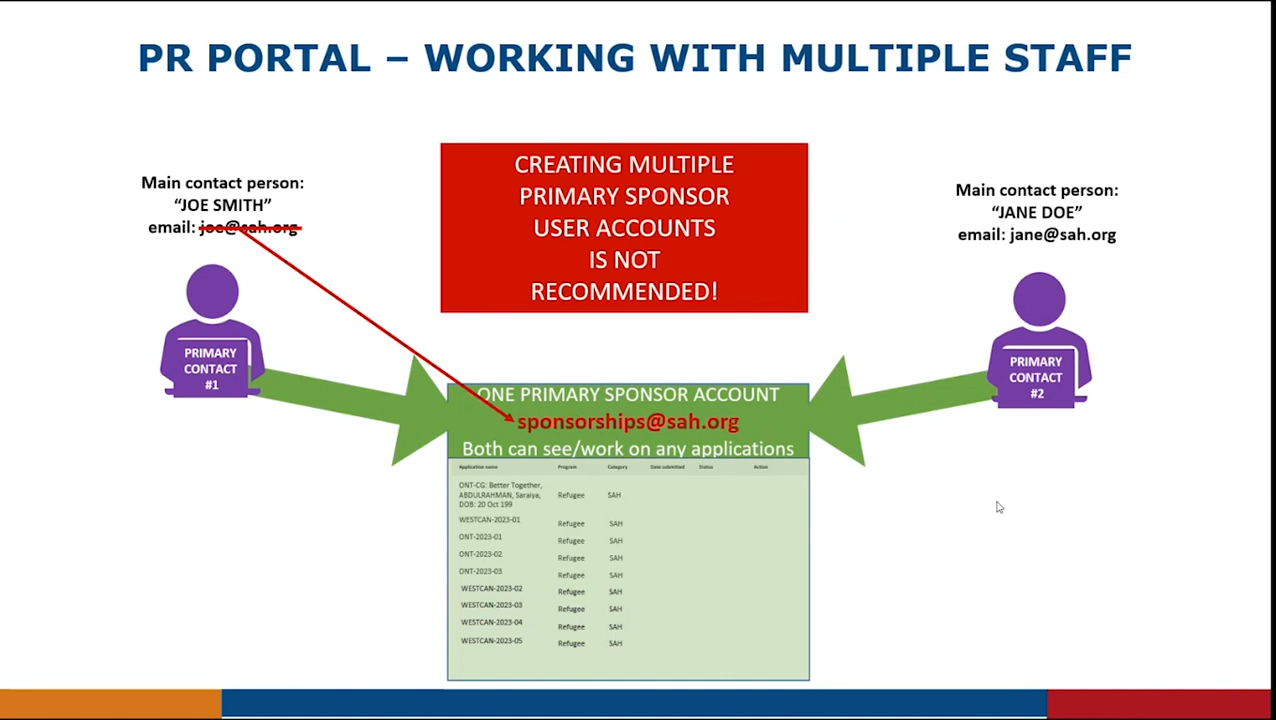 PR PORTAL – WORKING WITH MULTIPLE STAFF
Main contact person:
“JOE SMITH”
email: joe@sah.org
CREATING MULTIPLE
PRIMARY SPONSOR
USER ACCOUNTS
IS NOT
RECOMMENDED!
Main contact person:
“JANE DOE”
email: jane@sah.org
PRIMARY
CONTACT
#1
PRIMARY
CONTACT
#2
ONE PRIMARY SPONSOR ACCOUNT
sponsorships@sah.org
Both can see/work on any applications
Application name Program Category Date submitted Status Action
ONT-CG: Better Together,
ABDULRAHMAN, Saraiya,
DOB: 20 Oct 199
Refugee SAH
WESTCAN-2023-01 Refugee SAH
ONT-2023-01 Refugee SAH
ONT-2023-02 Refugee SAH
ONT-2023-03 Refugee SAH
WESTCAN-2023-02 Refugee SAH
WESTCAN-2023-03 Refugee SAH
WESTCAN-2023-04 Refugee SAH
WESTCAN-2023-05 Refugee SAH